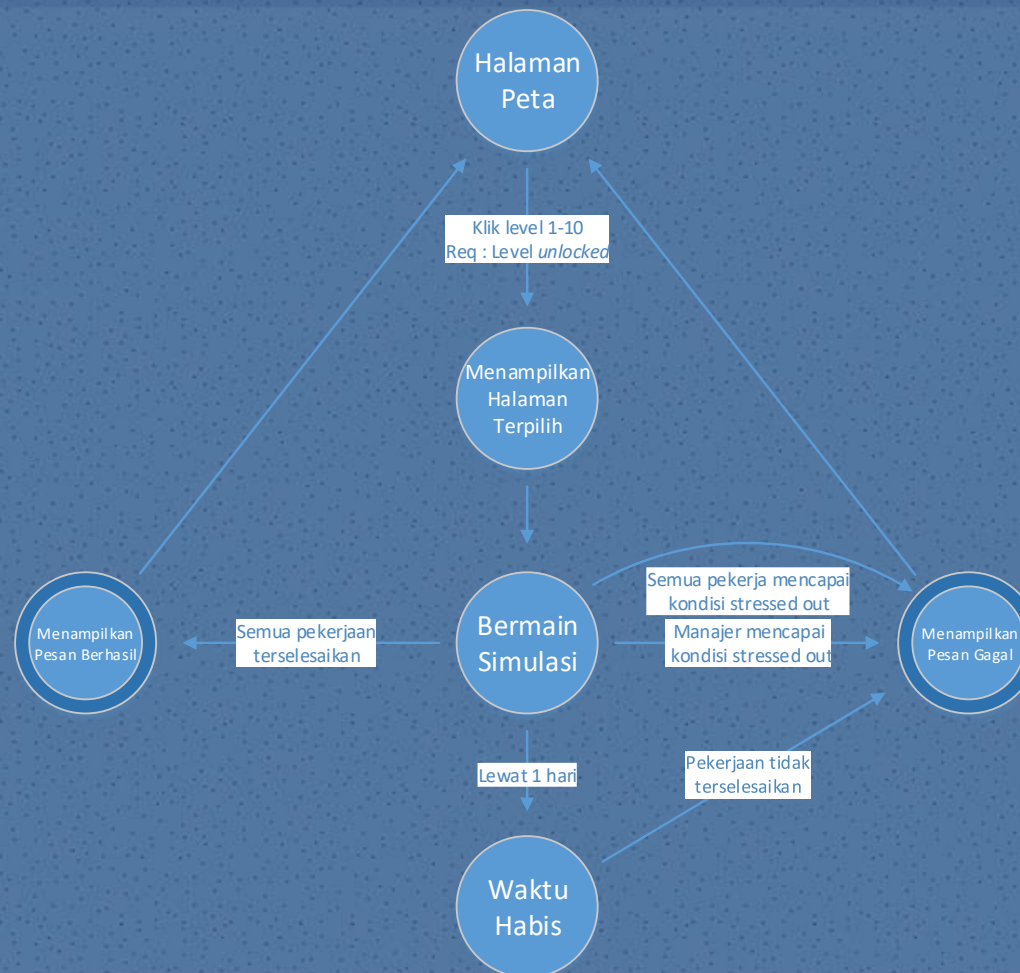 Halaman
Peta
Klik level 1-10
Req : Level unlocked
Menampilkan
Halaman
Terpilih
Semua pekerja mencapai
kondisi stressed out
Menampilkan
Pesan Berhasil
Semua pekerjaan
terselesaikan
Bermain
Simulasi
Manajer mencapai
kondisi stressed out
Menampilkan
Pesan Gagal
Lewat 1 hari
Pekerjaan tidak
terselesaikan
Waktu
Habis